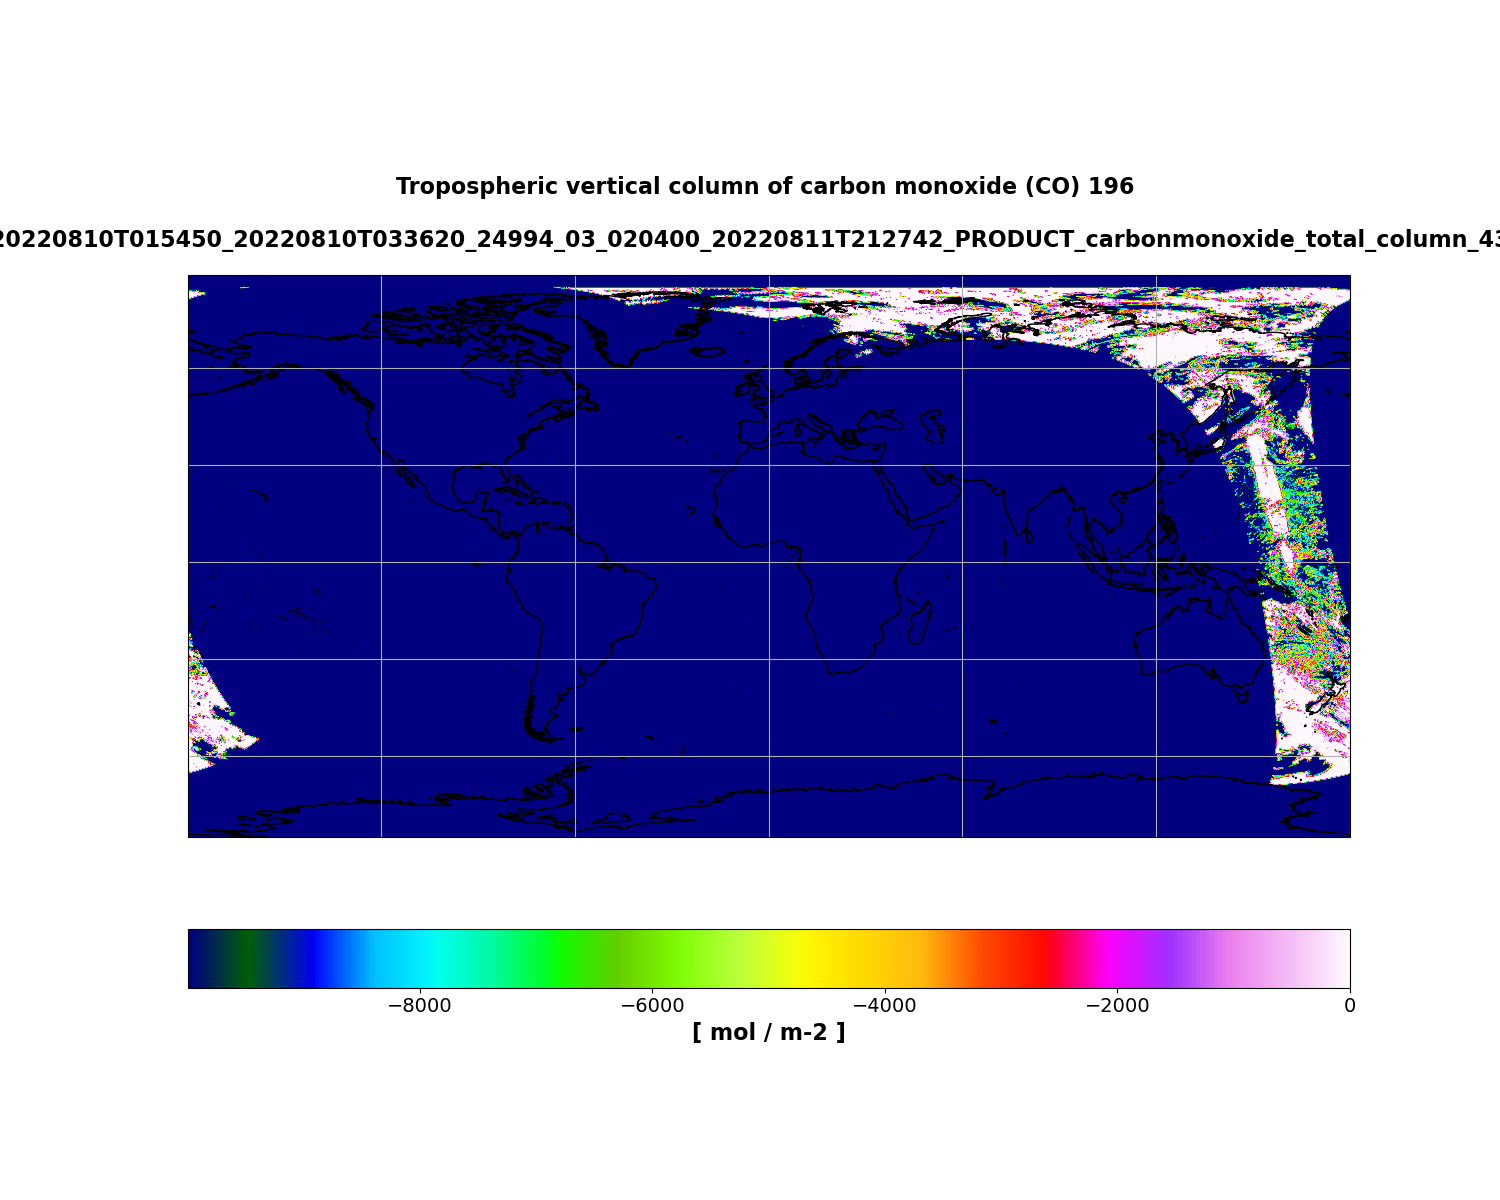 Tropospheric vertical column of carbon monoxide (CO) 196
20220810T015450_20220810T033620_24994_03_020400_20220811T212742_PRODUCT_carbonmonoxide_total_column_43
−8000 −6000 −4000 −2000 0
[ mol / m-2 ]